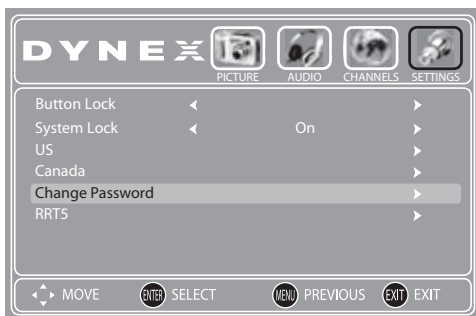 DYNEX
PICTURE AUDIO CHANNELS SETTINGS
Button Lock
System Lock On
US
Canada
Change Password
RRT5
MOVE ENTER SELECT MENU PREVIOUS EXIT EXIT